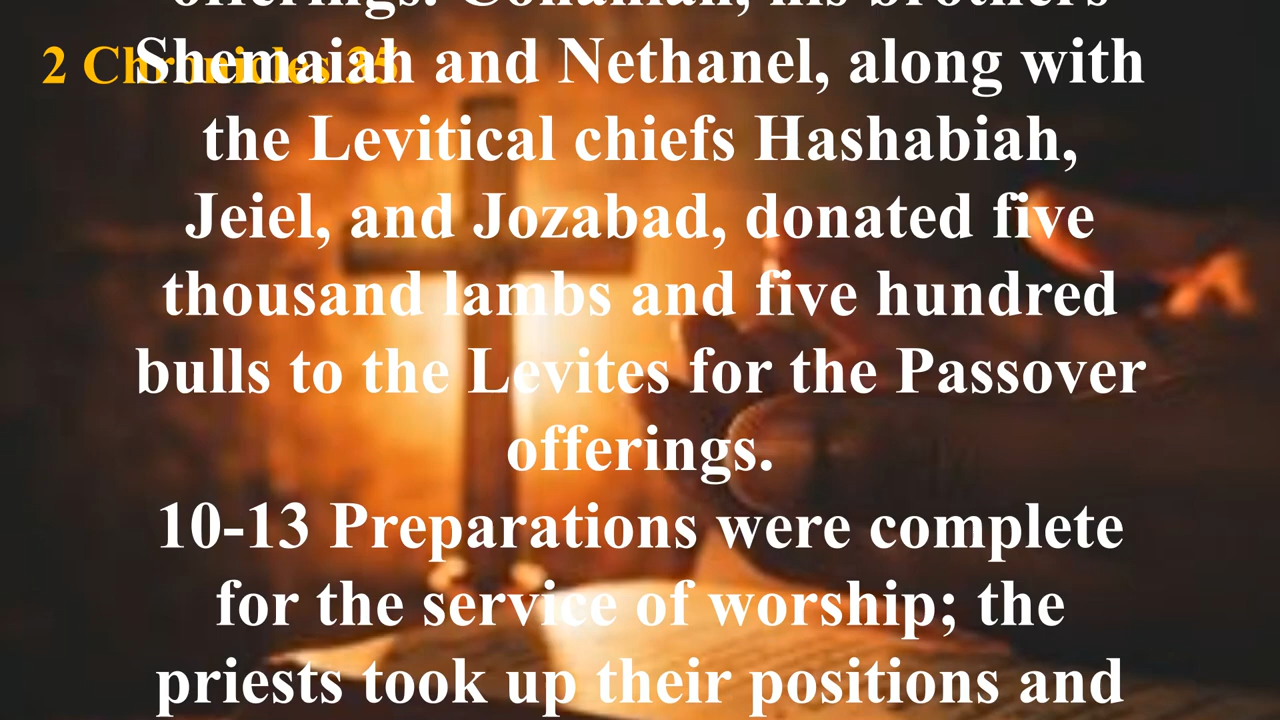 offerings. Conaniah, his brothers
2 Chronicles 35
Shemaiah and Nethanel, along with
the Levitical chiefs Hashabiah,
Jeiel, and Jozabad, donated five
thousand lambs and five hundred
bulls to the Levites for the Passover
offerings.
10-13 Preparations were complete
for the service of worship; the
priests took up their positions and